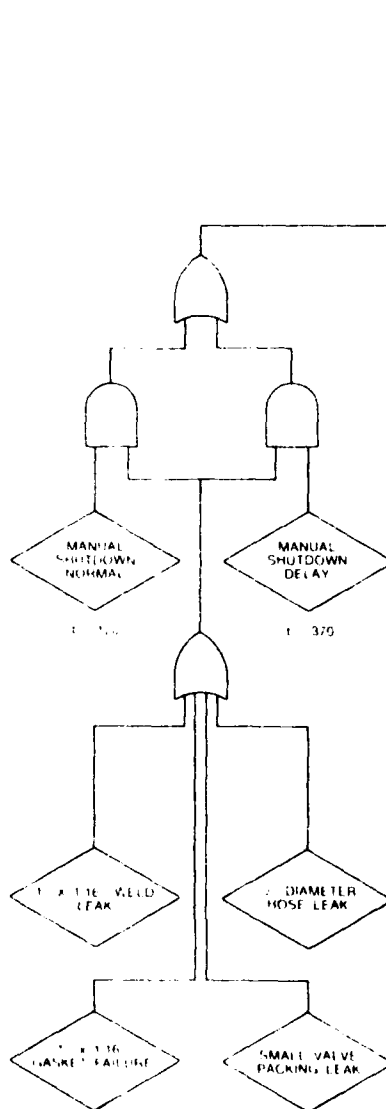 MANUAL
SHUTDOWN
NORMAL
MANUAL
SHUTDOWN
DELAY
370
WELD
LEAK
DIAMETER
HOSE LEAK
GASKET FAILURE
SMALL VALVE
PACKING LEAK